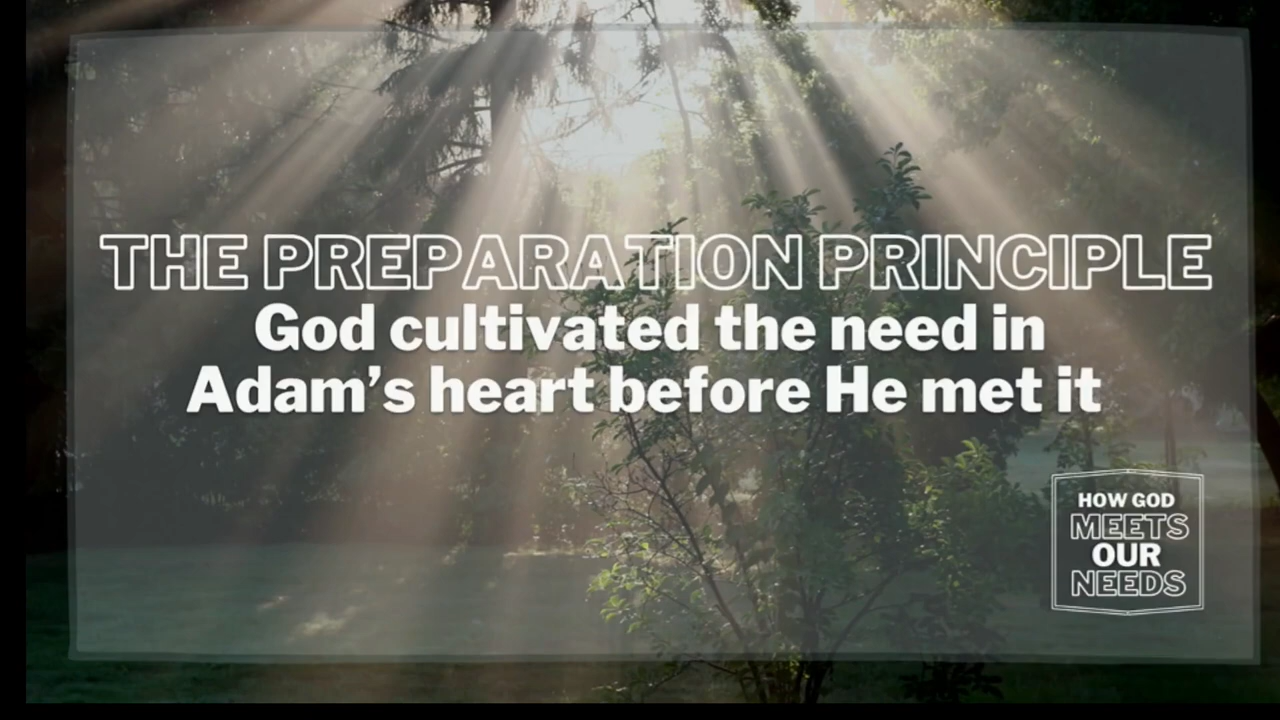 THE PREPARATION PRINCIPLE
God cultivated the need in
Adam’s heart before He met it
HOW GOD
MEETS
OUR
NEEDS